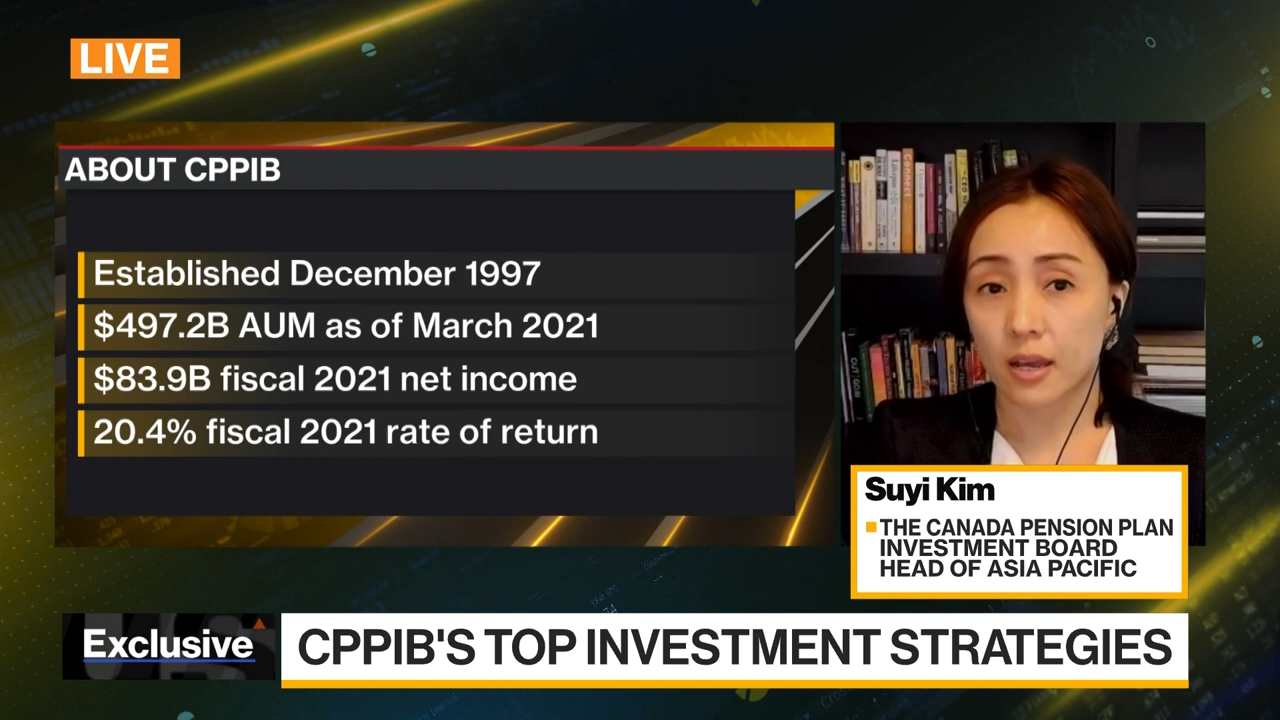 LIVE
ABOUT CPPIB
Established December 1997
$497.2B AUM as of March 2021
$83.9B fiscal 2021 net income
20.4% fiscal 2021 rate of return
Suyi Kim
THE CANADA PENSION PLAN
INVESTMENT BOARD
HEAD OF ASIA PACIFIC
Exclusive
CPPIB'S TOP INVESTMENT STRATEGIES